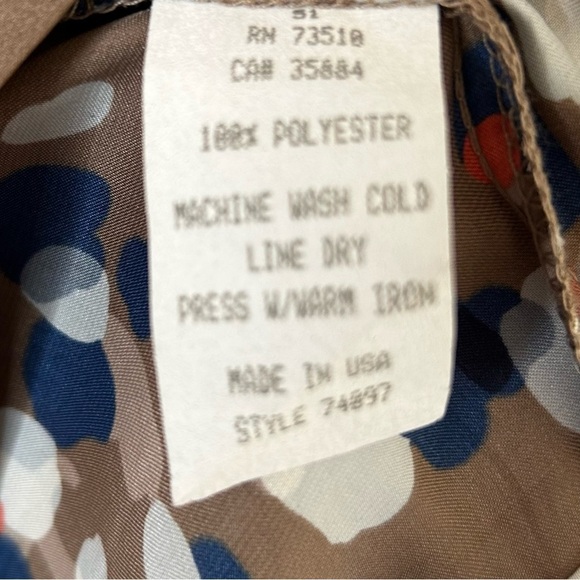 RN 73510
CA# 35884
100% POLYESTER
MACHINE WASH COLD
LINE DRY
PRESS W/WARM IRON
MADE IN USA
STYLE 74897